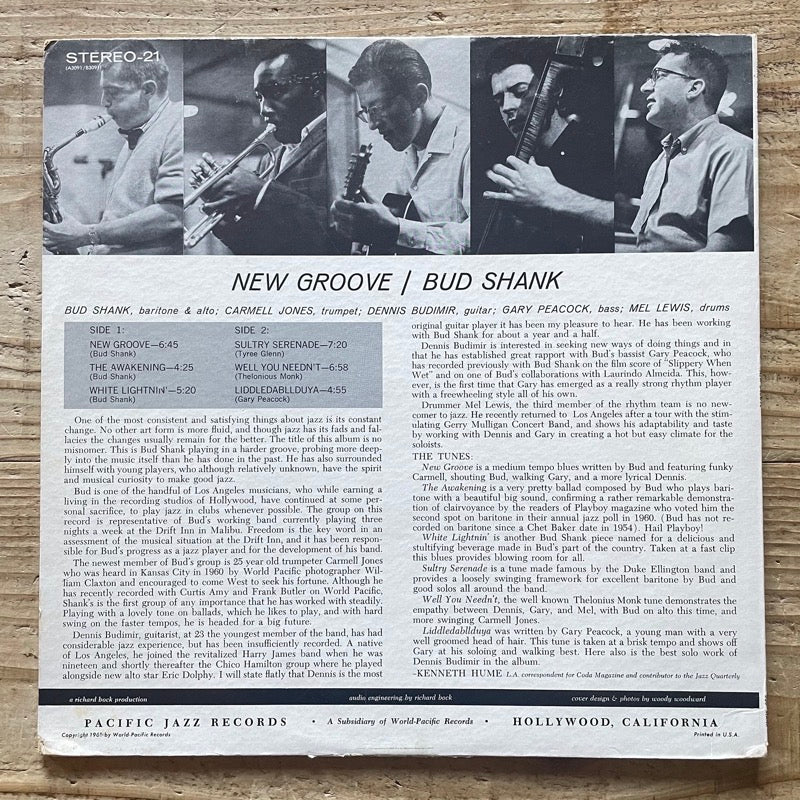 STEREO-21
NEW GROOVE / BUD SHANK
BUD SHANK, baritone & alto; CARMELL JONES, trumpet; DENNIS BUDIMIR, guitar; GARY PEACOCK, bass; MEL LEWIS, drums
SIDE 1:
NEW GROOVE—6:45
(Bud Shank)
THE AWAKENING—4:25
(Bud Shank)
WHITE LIGHTNIN'—5:20
(Bud Shank)
SIDE 2:
SULTRY SERENADE—7:20
(Tyree Glenn)
WELL YOU NEEDN'T—6:58
(Thelonious Monk)
LIDDLEDABLLDUYA—4:55
(Gary Peacock)
One of the most consistent and satisfying things about jazz is its constant
change. No other art form is more fluid, and though jazz has its fads and fal-
lacies the changes usually remain for the better. The title of this album is no
misnomer. This is Bud Shank playing in a harder groove, probing more deep-
ly into the music itself than he has done in the past. He has also surrounded
himself with young players, who although relatively unknown, have the spirit
and musical curiosity to make good jazz.
Bud is one of the handful of Los Angeles musicians, who while earning a
living in the recording studios of Hollywood, have continued at some per-
sonal sacrifice, to play jazz in clubs whenever possible. The group on this
record is representative of Bud's working band currently playing three
nights a week at the Drift Inn in Malibu. Freedom is the key word in an
assessment of the musical situation at the Drift Inn, and it has been respon-
sible for Bud's progress as a jazz player and for the development of his band.
The newest member of Bud's group is 25 year old trumpeter Carmell Jones
who was heard in Kansas City in 1960 by World Pacific photographer Wil-
liam Claxton and encouraged to come West to seek his fortune. Although he
has recently recorded with Curtis Amy and Frank Butler on World Pacific,
Shank's is the first group of any importance that he has worked with steadily.
Playing with a lovely tone on ballads, which he likes to play, and with hard
swing on the faster tempos, he is headed for a big future.
Dennis Budimir, guitarist, at 23 the youngest member of the band, has had
considerable jazz experience, but has been insufficiently recorded. A native
of Los Angeles, he joined the revitalized Harry James band when he was
nineteen and shortly thereafter the Chico Hamilton group where he played
alongside new alto star Eric Dolphy. I will state flatly that Dennis is the most
original guitar player it has been my pleasure to hear. He has been working
with Bud Shank for about a year and a half.
Dennis Budimir is interested in seeking new ways of doing things and in
that he has established great rapport with Bud's bassist Gary Peacock, who
has recorded previously with Bud Shank on the film score of "Slippery When
Wet" and on one of Bud's collaborations with Laurindo Almeida. This, how-
ever, is the first time that Gary has emerged as a really strong rhythm player
with a freewheeling style all of his own.
Drummer Mel Lewis, the third member of the rhythm team is no new-
comer to jazz. He recently returned to Los Angeles after a tour with the stim-
ulating Gerry Mulligan Concert Band, and shows his adaptability and taste
by working with Dennis and Gary in creating a hot but easy climate for the
soloists.
THE TUNES:
New Groove is a medium tempo blues written by Bud and featuring funky
Carmell, shouting Bud, walking Gary, and a more lyrical Dennis.
The Awakening is a very pretty ballad composed by Bud who plays bari-
tone with a beautiful big sound, confirming a rather remarkable demonstra-
tion of clairvoyance by the readers of Playboy magazine who voted him the
second spot on baritone in their annual jazz poll in 1960. (Bud has not re-
corded on baritone since a Chet Baker date in 1954). Hail Playboy!
White Lightnin' is another Bud Shank piece named for a delicious and
stultifying beverage made in Bud's part of the country. Taken at a fast clip
this blues provides blowing room for all.
Sultry Serenade is a tune made famous by the Duke Ellington band and
provides a loosely swinging framework for excellent baritone by Bud and
good solos all around the band.
Well You Needn't, the well known Thelonius Monk tune demonstrates the
empathy between Dennis, Gary, and Mel, with Bud on alto this time, and
more swinging Carmell Jones.
Liddledablldu​ya was written by Gary Peacock, a young man with a very
well groomed head of hair. This tune is taken at a brisk tempo and shows off
Gary at his soloing and walking best. Here also is the best solo work of
Dennis Budimir in the album.
–KENNETH HUME L.A. correspondent for Coda Magazine and contributor to the Jazz Quarterly
a richard bock production
audio engineering by richard bock
cover design & photos by woody woodward
PACIFIC JAZZ RECORDS • A Subsidiary of World-Pacific Records • HOLLYWOOD, CALIFORNIA
Copyright 1961 by World-Pacific Records
Printed in U.S.A.